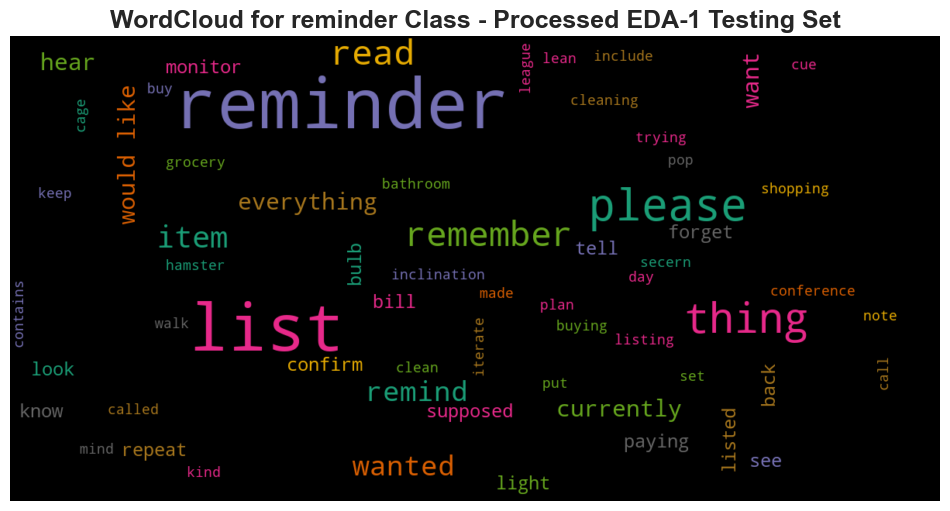 WordCloud for reminder Class - Processed EDA-1 Testing Set
read
hear
monitor
league
lean
include
want
cue
buy
reminder
cage
would like
cleaning
trying
pop
grocery
keep
bathroom
shopping
everything
please
item
remember
forget
tell
bulb
hamster
inclination
secern
day
contains
list
bill
made
plan
conference
thing
note
walk
buying
listing
iterate
look
confirm
clean
remind
put
set
back
call
know
called
supposed
currently
listed
paying
mind
repeat
wanted
see
kind
light